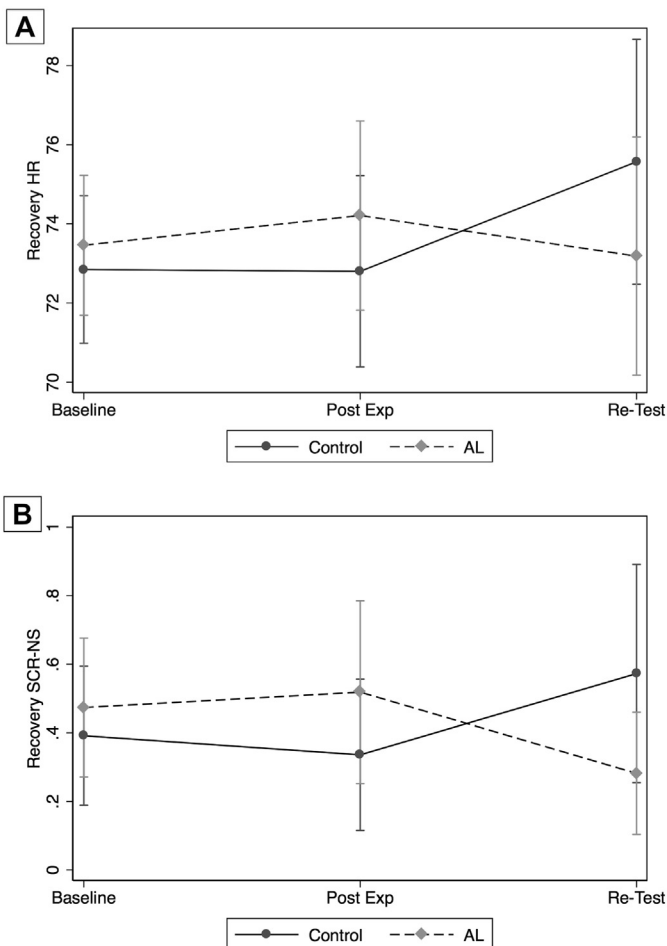 A
Recovery HR
78
76
74
72
70
Baseline Post Exp Re-Test
Control AL
B
Recovery SCR-NS
1
.8
.6
.4
.2
0
Baseline Post Exp Re-Test
Control AL